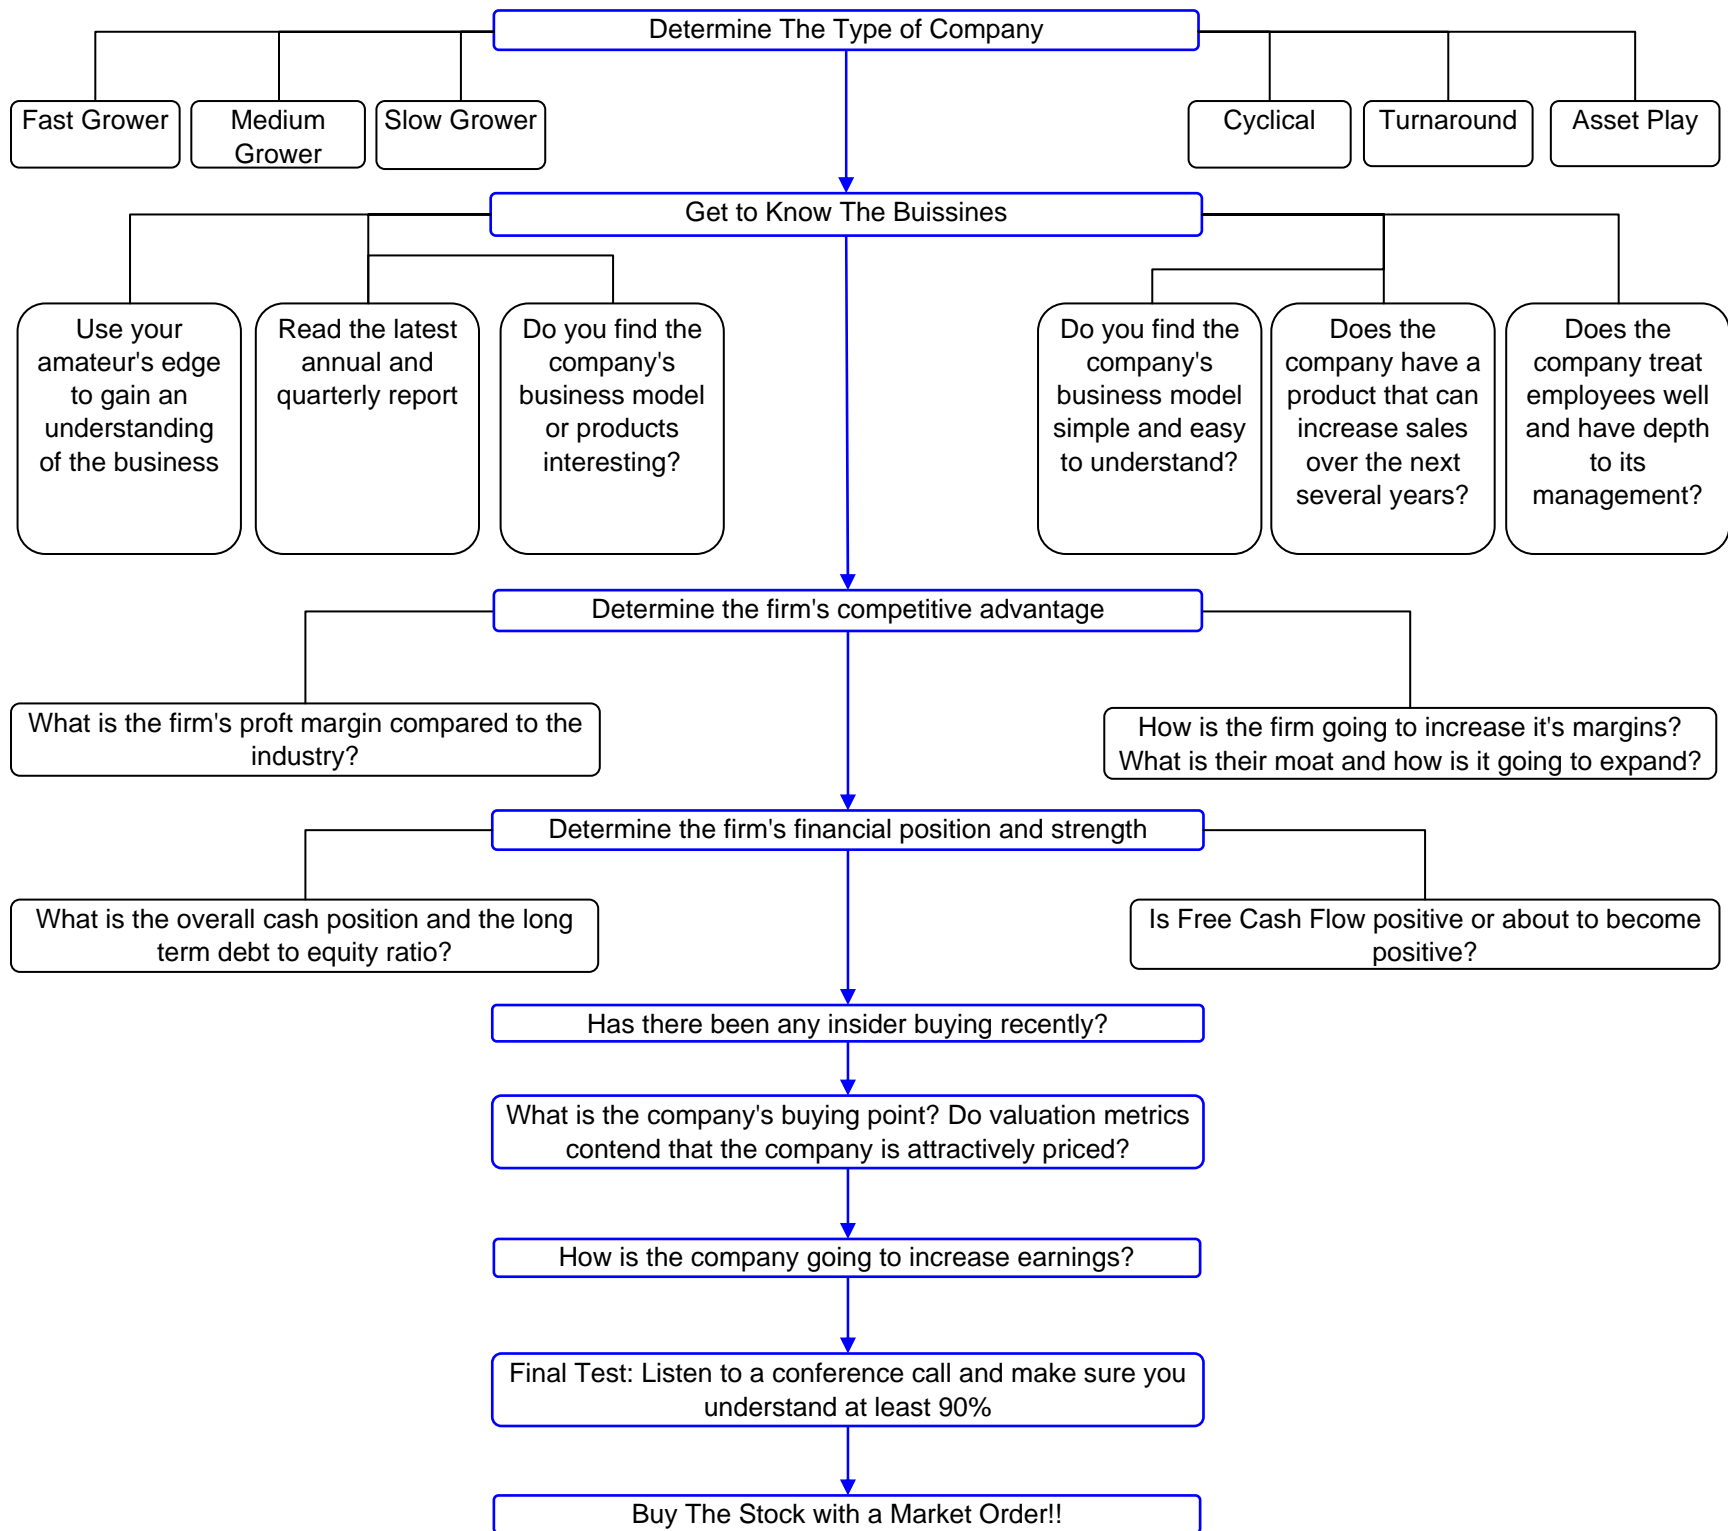 Determine The Type of Company
Fast Grower
Medium
Grower
Slow Grower
Cyclical
Turnaround
Asset Play
Get to Know The Buissines
Use your
amateur's edge
to gain an
understanding
of the business
Read the latest
annual and
quarterly report
Do you find the
company's
business model
or products
interesting?
Do you find the
company's
business model
simple and easy
to understand?
Does the
company have a
product that can
increase sales
over the next
several years?
Does the
company treat
employees well
and have depth
to its
management?
Determine the firm's competitive advantage
What is the firm's proft margin compared to the
industry?
How is the firm going to increase it's margins?
What is their moat and how is it going to expand?
Determine the firm's financial position and strength
What is the overall cash position and the long
term debt to equity ratio?
Is Free Cash Flow positive or about to become
positive?
Has there been any insider buying recently?
What is the company's buying point? Do valuation metrics
contend that the company is attractively priced?
How is the company going to increase earnings?
Final Test: Listen to a conference call and make sure you
understand at least 90%
Buy The Stock with a Market Order!!